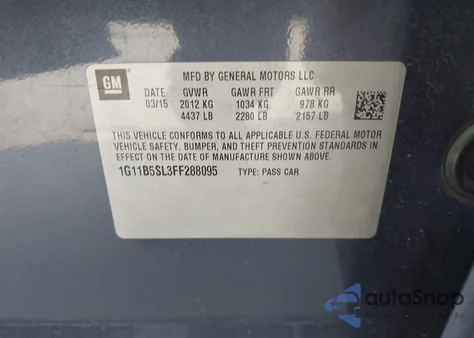 GM
MFD BY GENERAL MOTORS LLC
DATE GVWR GAWR FRT GAWR RR
03/15 2012 KG 1034 KG 978 KG
4437 LB 2280 LB 2157 LB
THIS VEHICLE CONFORMS TO ALL APPLICABLE U.S. FEDERAL MOTOR
VEHICLE SAFETY, BUMPER, AND THEFT PREVENTION STANDARDS
IN EFFECT ON THE DATE OF MANUFACTURE SHOWN ABOVE.
1G11B5SL3FF288095 TYPE: PASS CAR
autoSnap